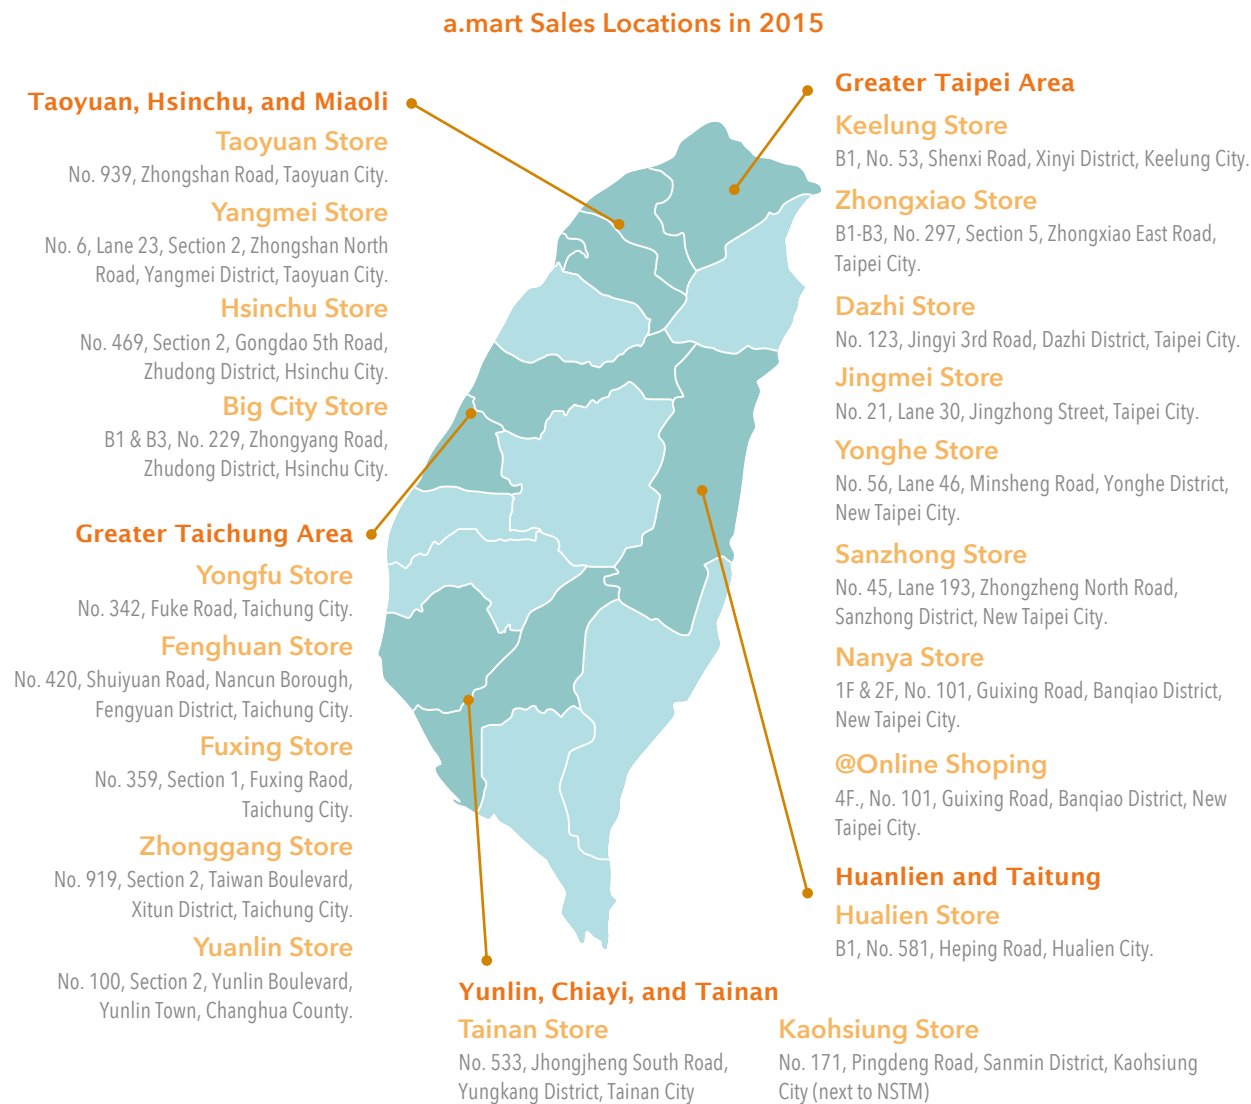 a.mart Sales Locations in 2015
Taoyuan, Hsinchu, and Miaoli
Taoyuan Store
No. 939, Zhongshan Road, Taoyuan City.
Yangmei Store
No. 6, Lane 23, Section 2, Zhongshan North
Road, Yangmei District, Taoyuan City.
Hsinchu Store
No. 469, Section 2, Gongdao 5th Road,
Zhudong District, Hsinchu City.
Big City Store
B1 & B3, No. 229, Zhongyang Road,
Zhudong District, Hsinchu City.
Greater Taichung Area
Yongfu Store
No. 342, Fuke Road, Taichung City.
Fenghuan Store
No. 420, Shuiyuan Road, Nancun Borough,
Fengyuan District, Taichung City.
Fuxing Store
No. 359, Section 1, Fuxing Raod,
Taichung City.
Zhonggang Store
No. 919, Section 2, Taiwan Boulevard,
Xitun District, Taichung City.
Yuanlin Store
No. 100, Section 2, Yunlin Boulevard,
Yunlin Town, Changhua County.
Greater Taipei Area
Keelung Store
B1, No. 53, Shenxi Road, Xinyi District, Keelung City.
Zhongxiao Store
B1-B3, No. 297, Section 5, Zhongxiao East Road,
Taipei City.
Dazhi Store
No. 123, Jingyi 3rd Road, Dazhi District, Taipei City.
Jingmei Store
No. 21, Lane 30, Jingzhong Street, Taipei City.
Yonghe Store
No. 56, Lane 46, Minsheng Road, Yonghe District,
New Taipei City.
Sanzhong Store
No. 45, Lane 193, Zhongzheng North Road,
Sanzhong District, New Taipei City.
Nanya Store
1F & 2F, No. 101, Guixing Road, Banqiao District,
New Taipei City.
@Online Shoping
4F., No. 101, Guixing Road, Banqiao District, New
Taipei City.
Huanlien and Taitung
Hualien Store
B1, No. 581, Heping Road, Hualien City.
Yunlin, Chiayi, and Tainan
Tainan Store
No. 533, Jhongjheng South Road,
Yungkang District, Tainan City
Kaohsiung Store
No. 171, Pingdeng Road, Sanmin District, Kaohsiung
City (next to NSTM)